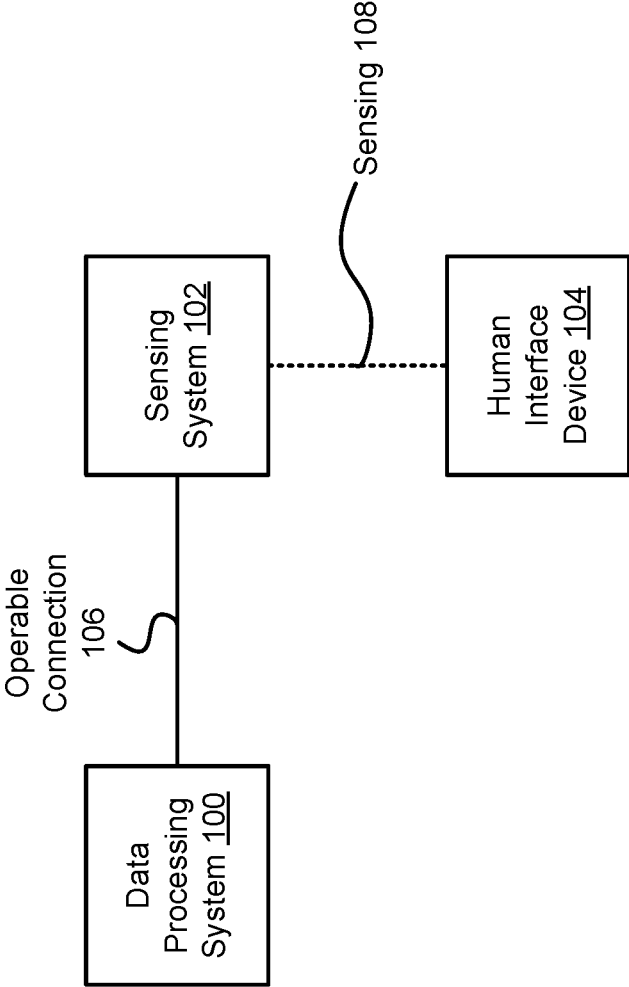 Operable
Connection
106
Data
Processing
System 100
Sensing
System 102
Sensing 108
Human
Interface
Device 104